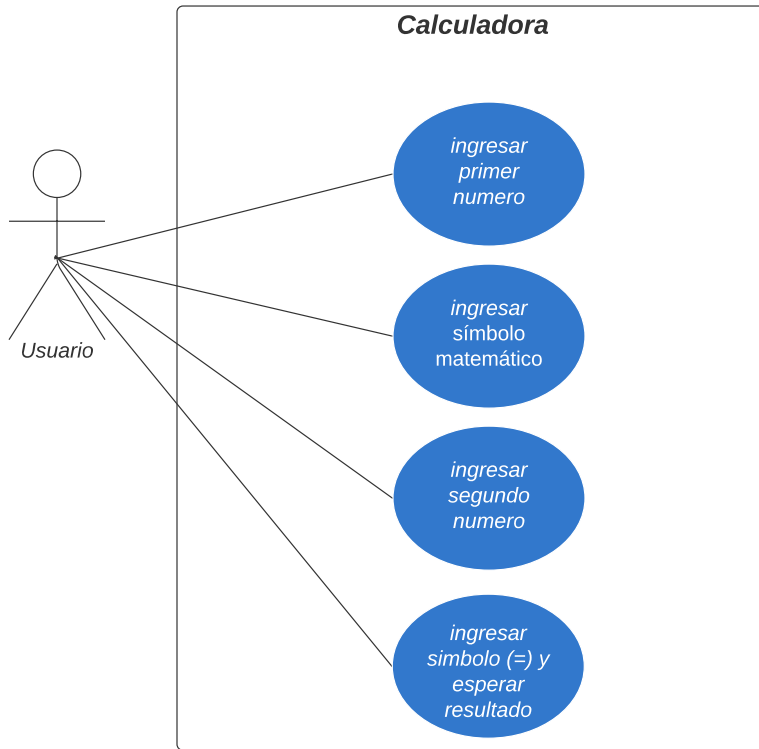 Calculadora
ingresar
primer
numero
ingresar
símbolo
matemático
Usuario
ingresar
segundo
numero
ingresar
simbolo (=) y
esperar
resultado